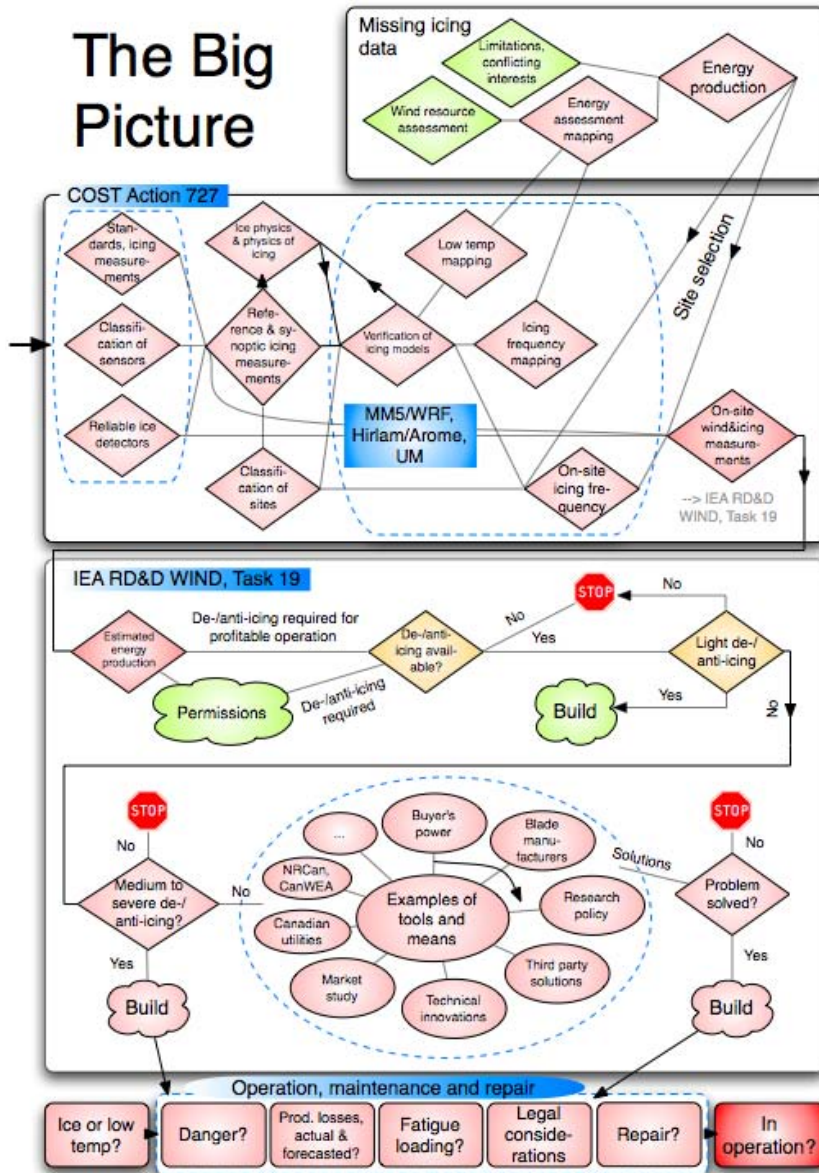 The Big
Picture
Missing icing
data
Limitations,
conflicting
interests
Energy
production
Wind resource
assessment
Energy
assessment
mapping
COST Action 727
Stan-
dards, icing
measure-
ments
Ice physics
& physics of
icing
Low temp
mapping
Site selection
Classifi-
cation of
sensors
Refe-
rence & sy-
noptic icing
measure-
ments
Verification of
icing models
Icing
frequency
mapping
Reliable ice
detectors
MM5/WRF,
Hirlam/Arome,
UM
On-site
wind&icing
measure-
ments
Classifi-
cation of
sites
On-site
icing fre-
quency
--> IEA RD&D
WIND, Task 19
IEA RD&D WIND, Task 19
STOP
No
No
De-/anti-icing required for
profitable operation
Estimated
energy
production
De-/anti-
icing avail-
able?
Yes
Light de-/
anti-icing
Permissions
De-/anti-icing
required
Build
Yes
No
STOP
No
Medium to
severe de-/
anti-icing?
No
Yes
Build
...
Buyer's
power
Blade
manu-
facturers
NRCan,
CanWEA
Examples of
tools and
means
Research
policy
Canadian
utilities
Market
study
Technical
innovations
Third party
solutions
Solutions
STOP
No
Problem
solved?
Yes
Build
Operation, maintenance and repair
Ice or low
temp?
Danger?
Prod. losses,
actual &
forecasted?
Fatigue
loading?
Legal
conside-
rations
Repair?
In
operation?